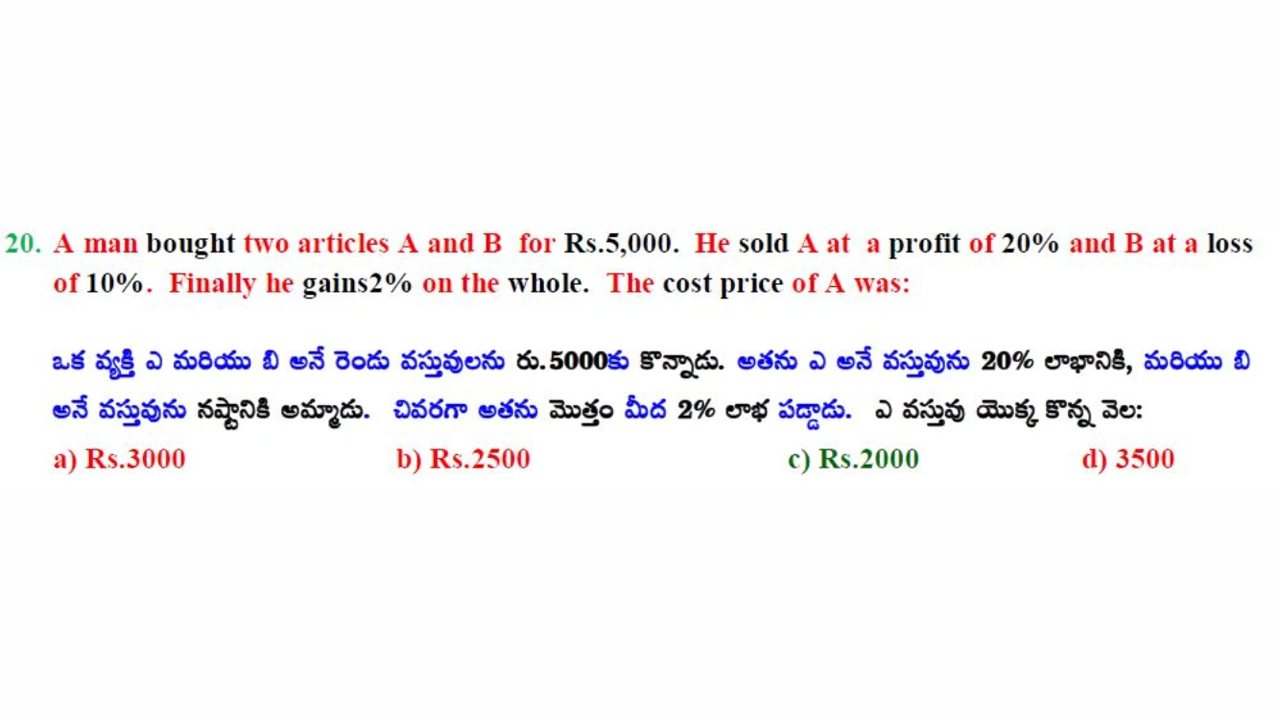 20. A man bought two articles A and B for Rs.5,000. He sold A at a profit of 20% and B at a loss
of 10%. Finally he gains2% on the whole. The cost price of A was:
ఒక వ్యక్తి ఎ మరియు బి అనే రెండు వస్తువులను రు.5000కు కొన్నాడు. అతను ఎ అనే వస్తువును 20% లాభానికి, మరియు బి
అనే వస్తువును నష్టానికి అమ్మాడు. చివరగా అతను మొత్తం మీద 2% లాభ పడ్డాడు. ఎ వస్తువు యొక్క కొన్న వెల:
a) Rs.3000 b) Rs.2500 c) Rs.2000 d) 3500